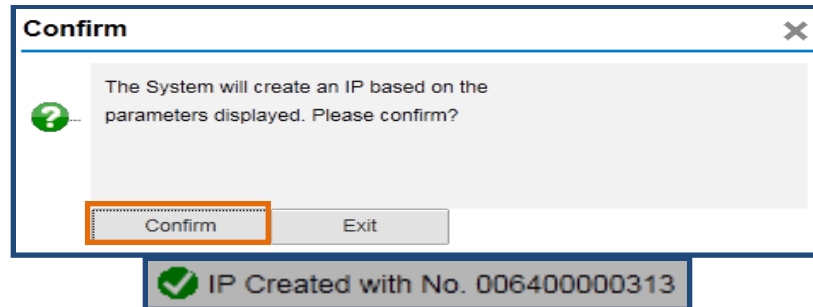 Confirm
The System will create an IP based on the
parameters displayed. Please confirm?
...
Confirm Exit
IP Created with No. 006400000313